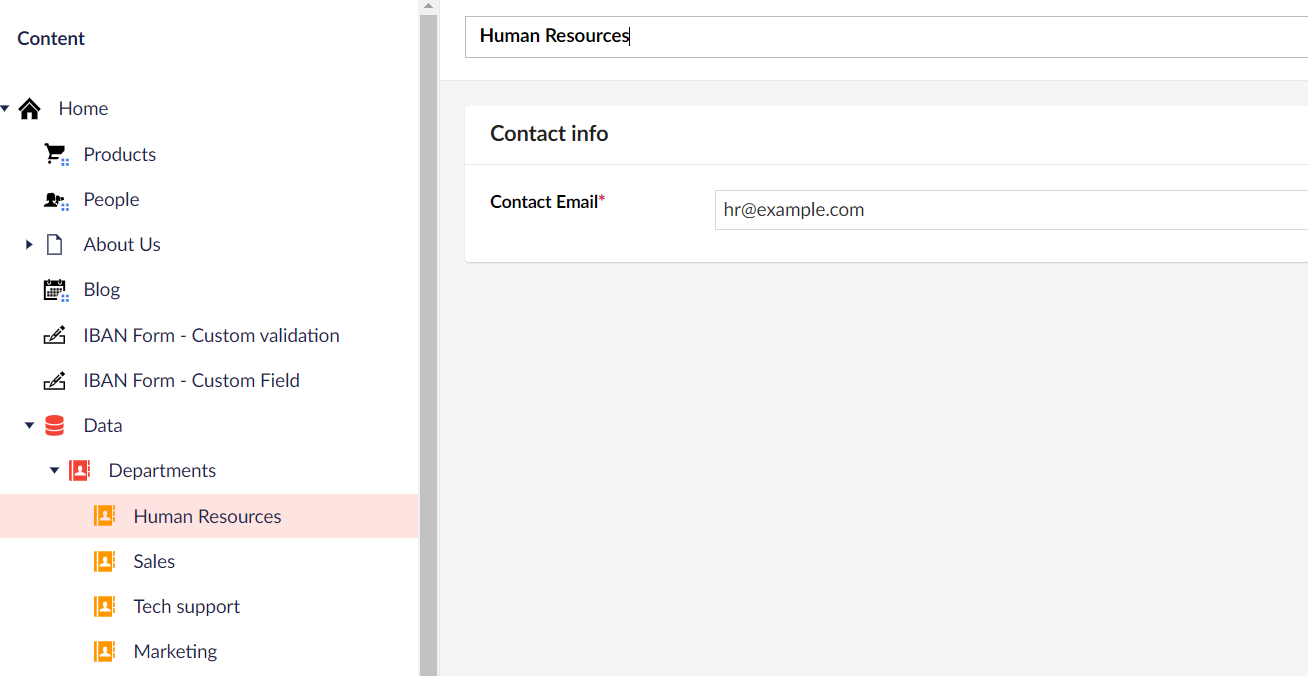 Content
Home
Products
People
About Us
Blog
IBAN Form - Custom validation
IBAN Form - Custom Field
Data
Departments
Human Resources
Sales
Tech support
Marketing
Human Resources
Contact info
Contact Email*
hr@example.com